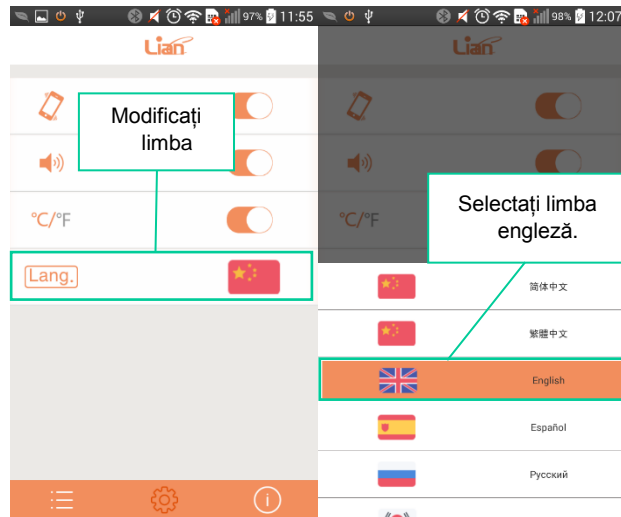 97% 11:55
Lian
Modificați
limba
°C/°F
Lang.
98% 12:07
Lian
°C/°F
Selectați limba
engleză.
简体中文
繁體中文
English
Español
Русский